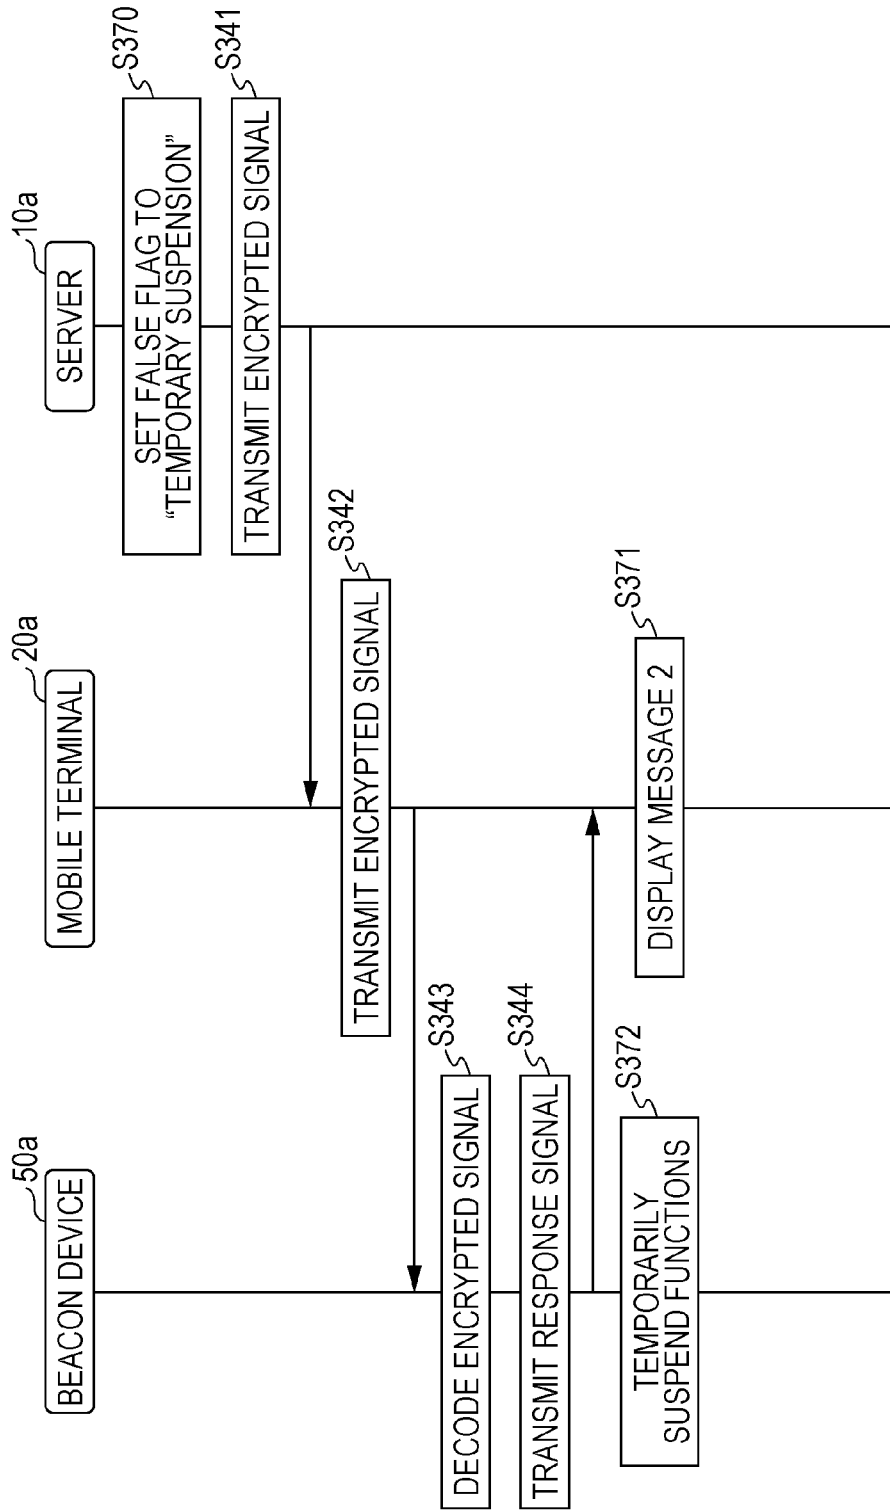 BEACON DEVICE
50a
MOBILE TERMINAL
20a
SERVER
10a
SET FALSE FLAG TO
“TEMPORARY SUSPENSION”
S370
TRANSMIT ENCRYPTED SIGNAL
S341
TRANSMIT ENCRYPTED SIGNAL
S342
DECODE ENCRYPTED SIGNAL
S343
TRANSMIT RESPONSE SIGNAL
S344
TEMPORARILY
SUSPEND FUNCTIONS
S372
DISPLAY MESSAGE 2
S371